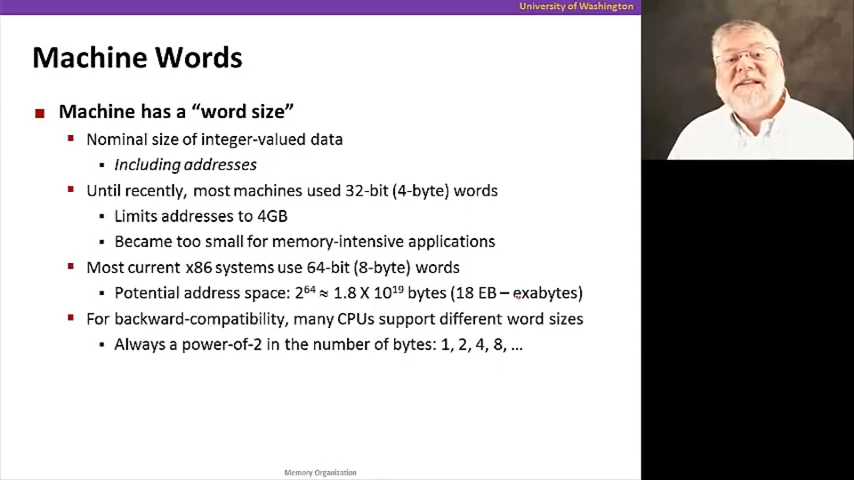 University of Washington
Machine Words
■ Machine has a “word size”
▪ Nominal size of integer-valued data
▪ Including addresses
▪ Until recently, most machines used 32-bit (4-byte) words
▪ Limits addresses to 4GB
▪ Became too small for memory-intensive applications
▪ Most current x86 systems use 64-bit (8-byte) words
▪ Potential address space: 2⁶⁴ ≈ 1.8 X 10¹⁹ bytes (18 EB – exabytes)
▪ For backward-compatibility, many CPUs support different word sizes
▪ Always a power-of-2 in the number of bytes: 1, 2, 4, 8, ...
Memory Organization